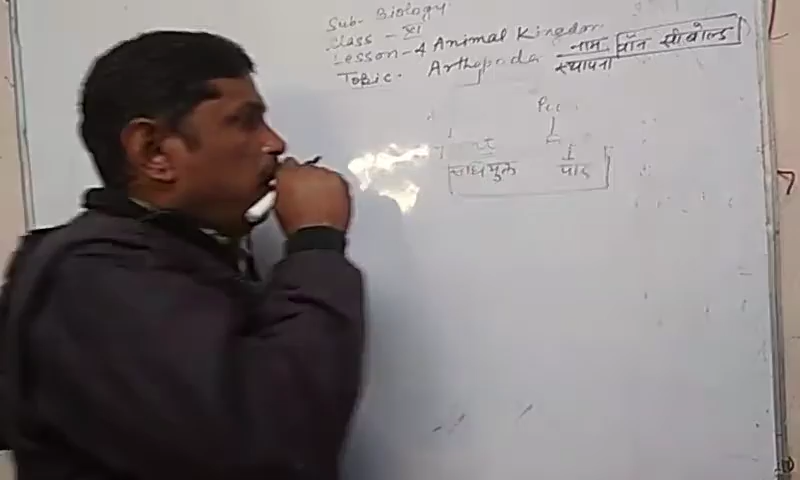 Sub- Biology
Class - XI
Lesson-4 Animal Kingdom
Topic. Arthopoda
नाम वॉन सीबोल्ड
स्थापना
पाद